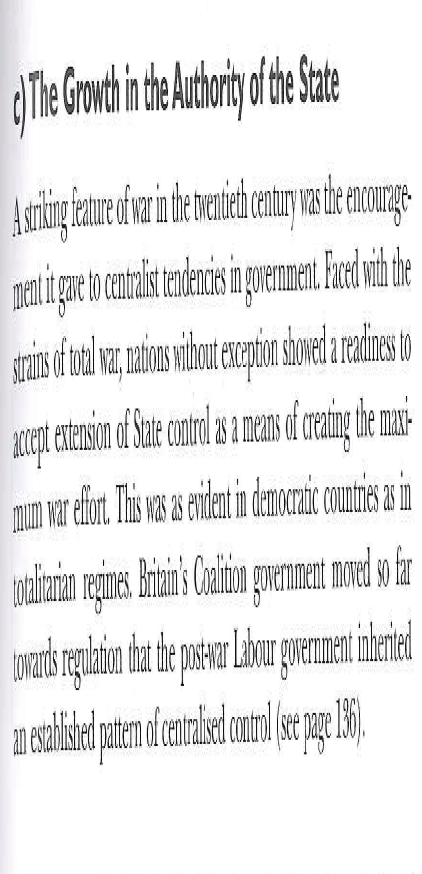 c) The Growth in the Authority of the State
A striking feature of war in the twentieth century was the encourage-
ment it gave to centralist tendencies in government. Faced with the
strains of total war, nations without exception showed a readiness to
accept extension of State control as a means of creating the maxi-
mum war effort. This was as evident in democratic countries as in
totalitarian regimes. Britain's Coalition government moved so far
towards regulation that the post-war Labour government inherited
an established pattern of centralised control (see page 136).